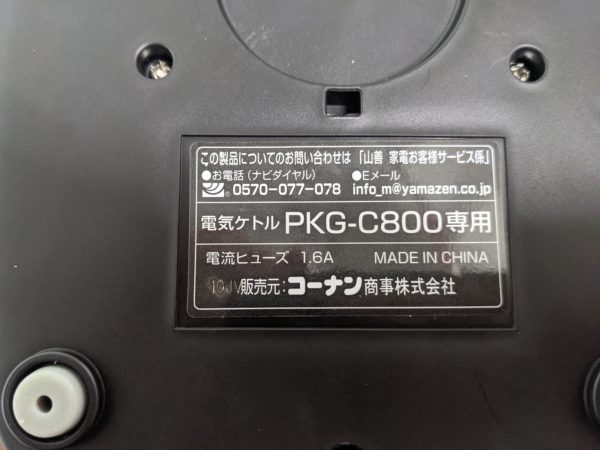 この製品についてのお問い合わせは「山善 家電お客様サービス係」
●お電話(ナビダイヤル) ●Eメール
0570-077-078 info_m@yamazen.co.jp
電気ケトル PKG-C800専用
電流ヒューズ 1.6A MADE IN CHINA
10JV販売元:コーナン商事株式会社